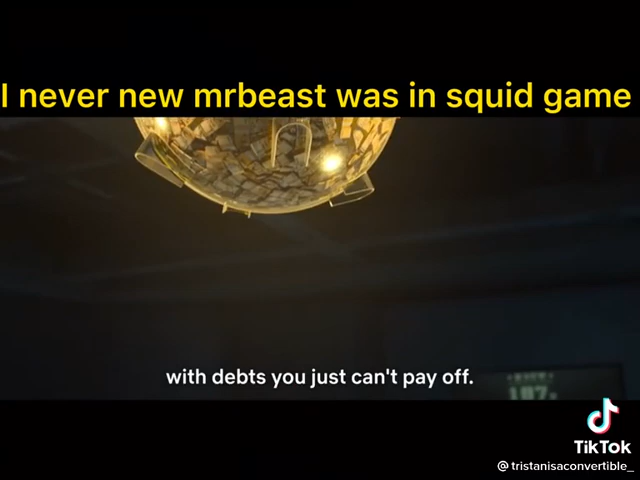 I never new mrbeast was in squid game
with debts you just can't pay off.
TikTok
@tristanisaconvertible_